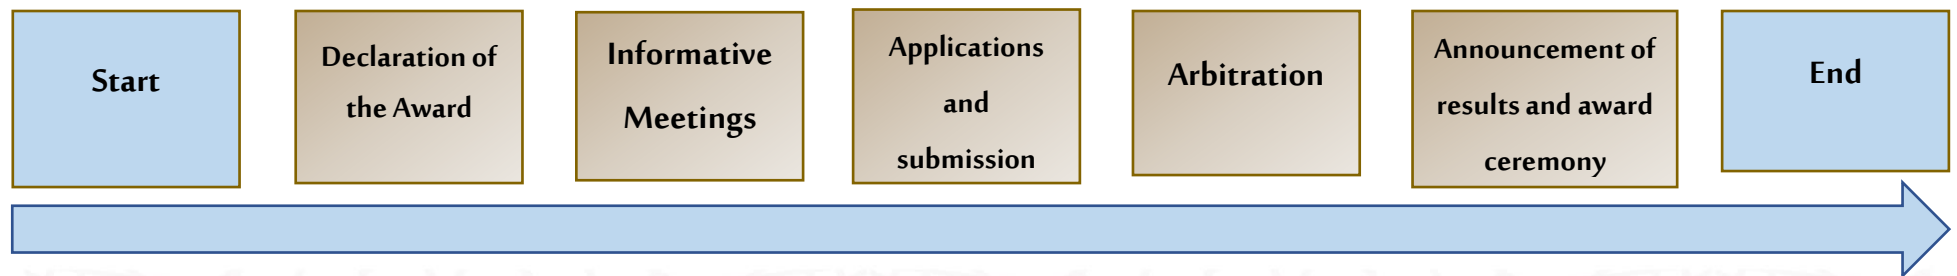 Start
Declaration of
the Award
Informative
Meetings
Applications
and
submission
Arbitration
Announcement of
results and award
ceremony
End